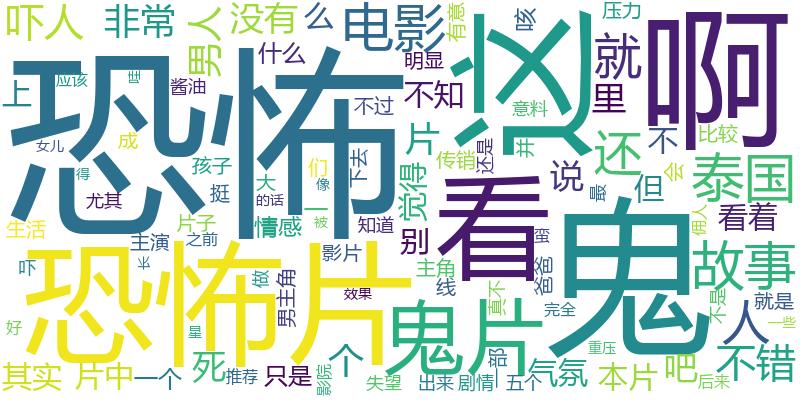 吓人
非常
男人
没有
么
电影
有意
咳
压力
啊
什么
明显
就
上
应该
哇
酱油
不过
不知
这
里
恐怖
意料
片
井
还
不
比较
女儿
成
孩子
们
下去
传销
还是
得
大
像
觉得
说
最
但
会
泰国
尤其
挺
的话
被
一
看
鬼
佣人
看着
生活
片子
情感
知道
别
蛮
主演
之前
影片
主角
爸爸
故事
吓
长
做
男主角
线
真不
不是
就是
恐怖片
效果
完全
人
好
星
鬼片
一些
死
个
部
重压
不错
其实
片中
一个
推荐
只是
影院
失望
出来
剧情
五个
气氛
本片
吧
后来